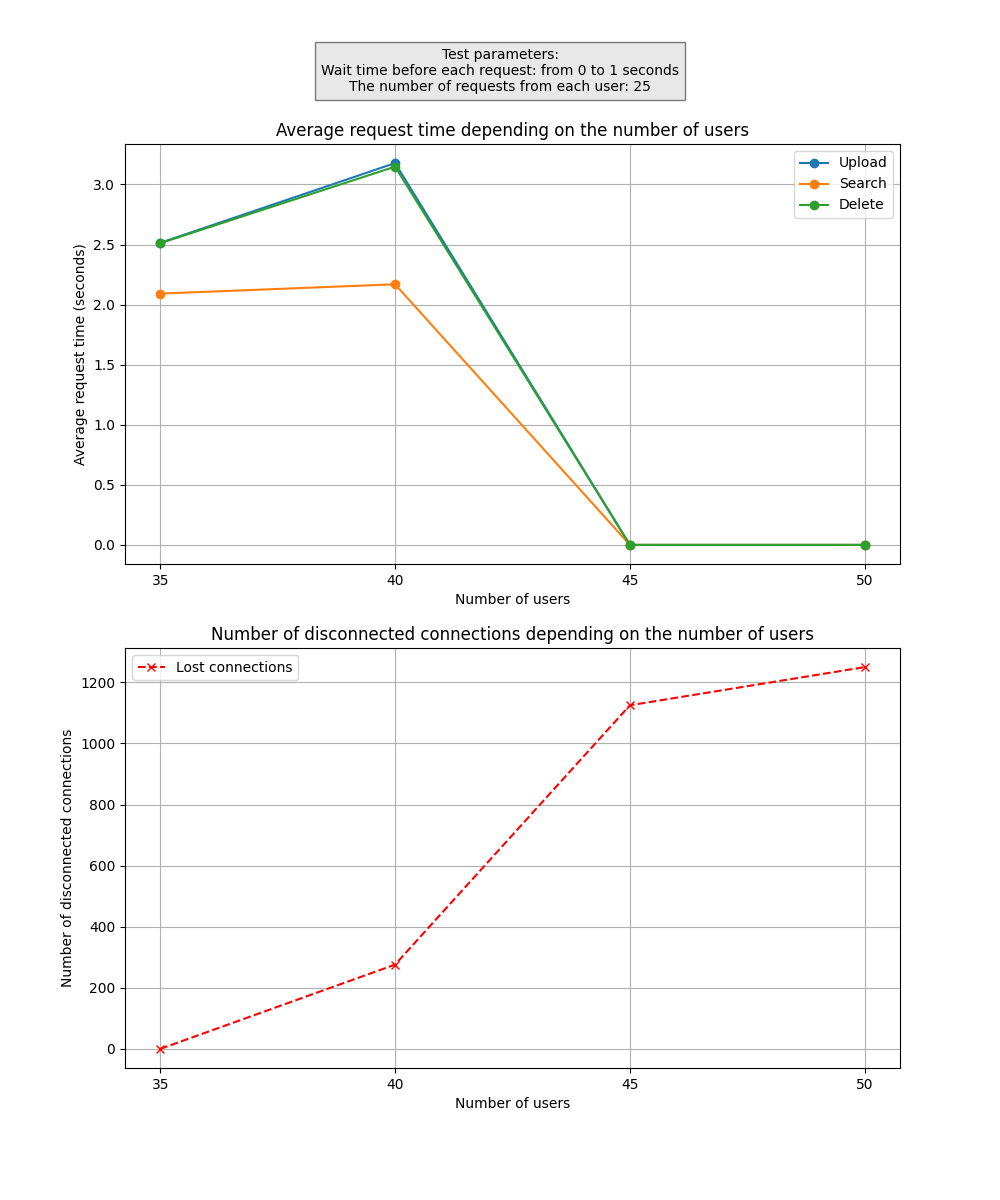 Test parameters:
Wait time before each request: from 0 to 1 seconds
The number of requests from each user: 25
Average request time depending on the number of users
Upload
Search
Delete
3.0
2.5
2.0
1.5
1.0
0.5
0.0
Average request time (seconds)
35 40 45 50
Number of users
Number of disconnected connections depending on the number of users
Lost connections
1200
1000
800
600
400
200
0
Number of disconnected connections
35 40 45 50
Number of users